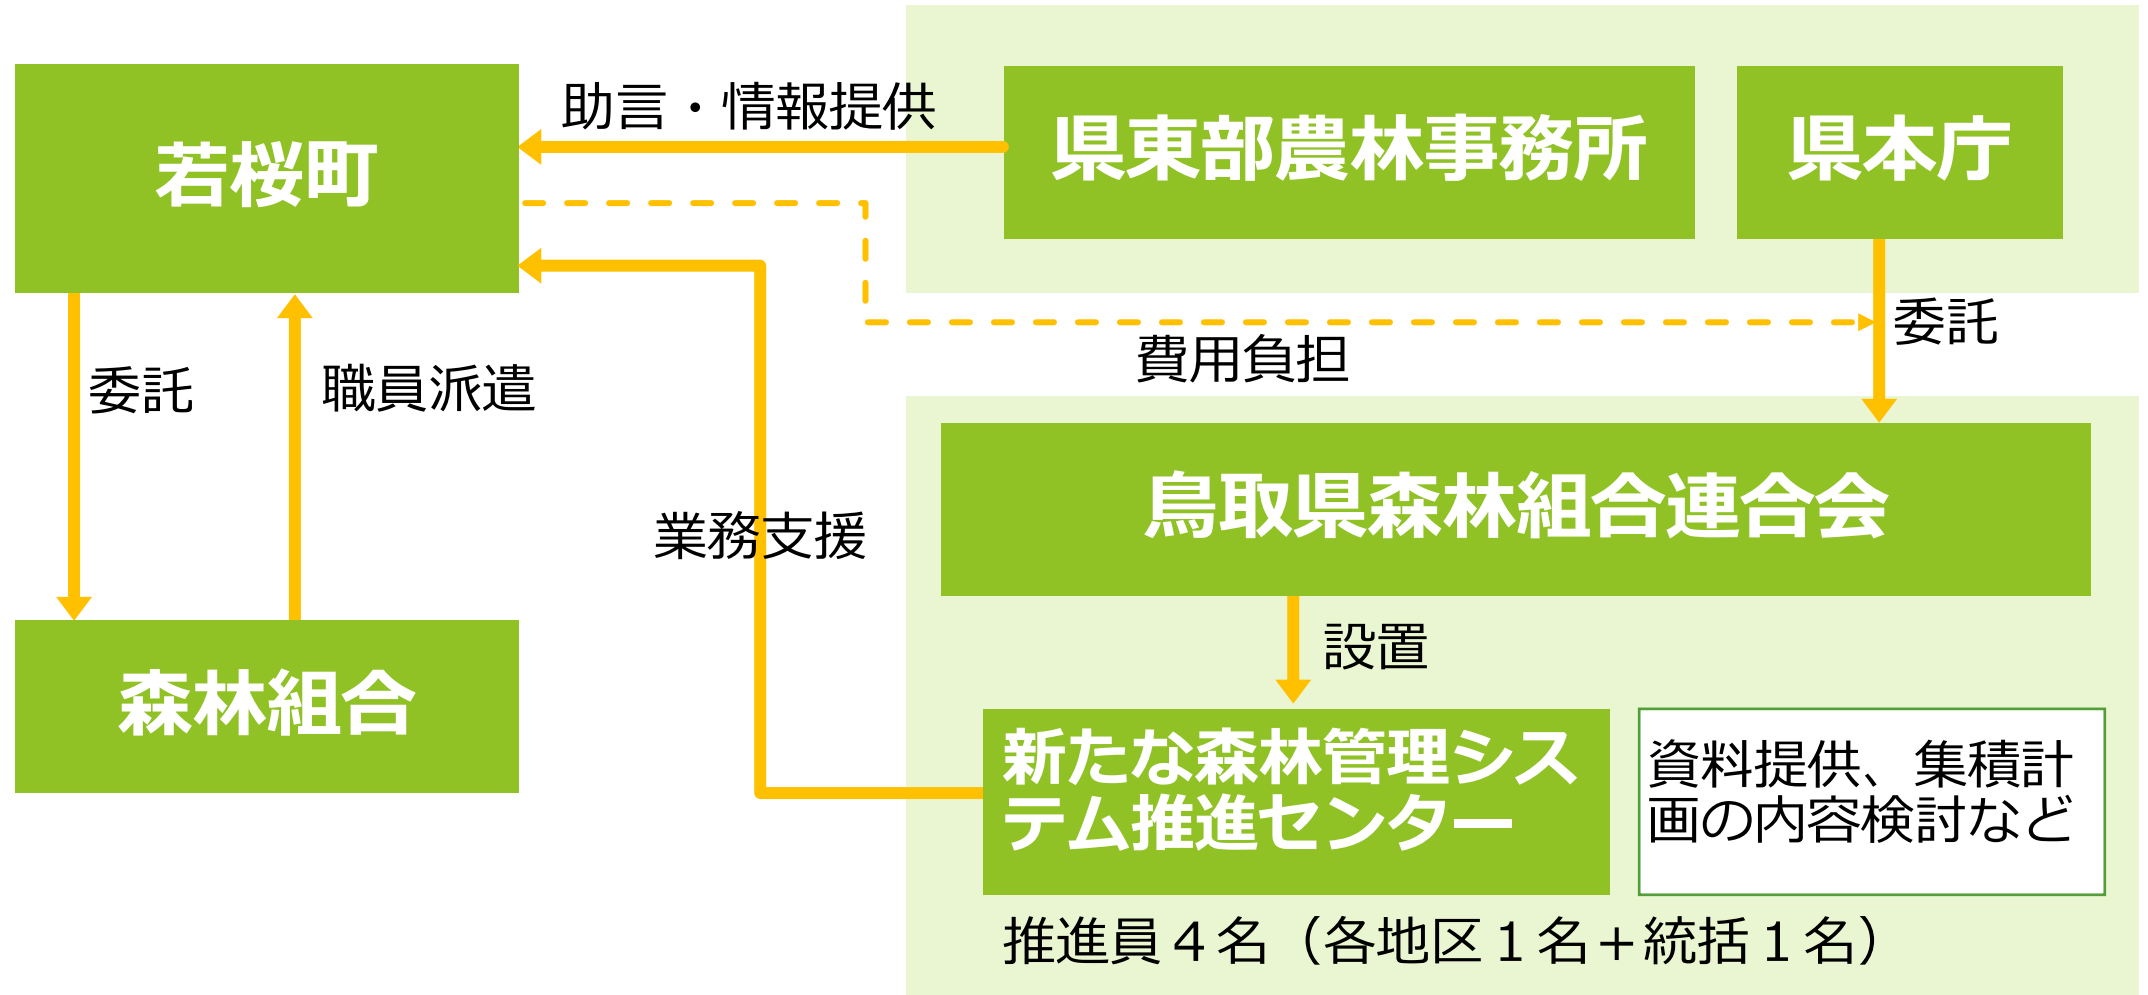 若桜町
助言・情報提供
県東部農林事務所
県本庁
委託
職員派遣
費用負担
委託
業務支援
鳥取県森林組合連合会
設置
森林組合
新たな森林管理シス
テム推進センター
資料提供、集積計
画の内容検討など
推進員４名（各地区１名＋統括１名）